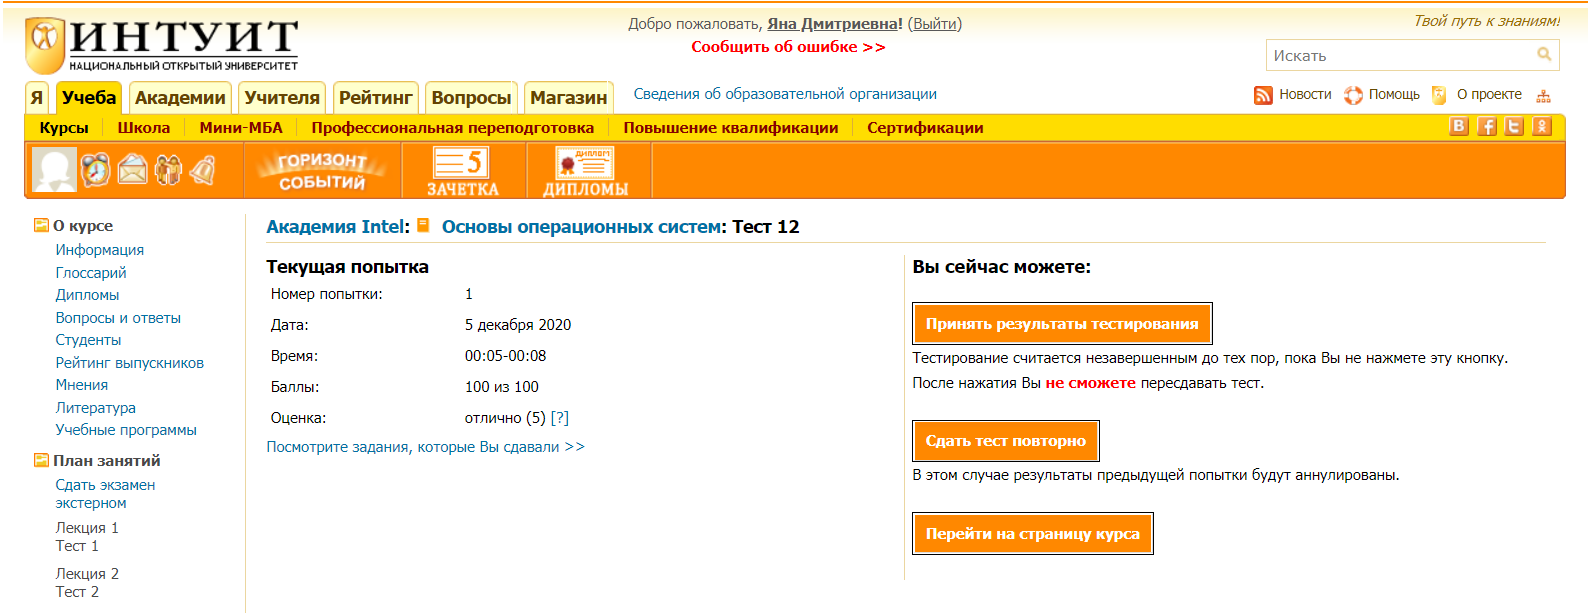 ИНТУИТ
НАЦИОНАЛЬНЫЙ ОТКРЫТЫЙ УНИВЕРСИТЕТ
Добро пожаловать, Яна Дмитриевна! (Выйти)
Сообщить об ошибке >>
Твой путь к знаниям!
Искать
Я Учеба Академии Учителя Рейтинг Вопросы Магазин Сведения об образовательной организации Новости Помощь О проекте
Курсы Школа Мини-МБА Профессиональная переподготовка Повышение квалификации Сертификации
ГОРИЗОНТ СОБЫТИЙ
5
ЗАЧЕТКА
ДИПЛОМ
ДИПЛОМЫ
О курсе
Информация
Глоссарий
Дипломы
Вопросы и ответы
Студенты
Рейтинг выпускников
Мнения
Литература
Учебные программы
План занятий
Сдать экзамен
экстерном
Лекция 1
Тест 1
Лекция 2
Тест 2
Академия Intel: Основы операционных систем: Тест 12
Текущая попытка
Номер попытки: 1
Дата: 5 декабря 2020
Время: 00:05-00:08
Баллы: 100 из 100
Оценка: отлично (5) [?]
Посмотрите задания, которые Вы сдавали >>
Вы сейчас можете:
Принять результаты тестирования
Тестирование считается незавершенным до тех пор, пока Вы не нажмете эту кнопку.
После нажатия Вы не сможете пересдавать тест.
Сдать тест повторно
В этом случае результаты предыдущей попытки будут аннулированы.
Перейти на страницу курса